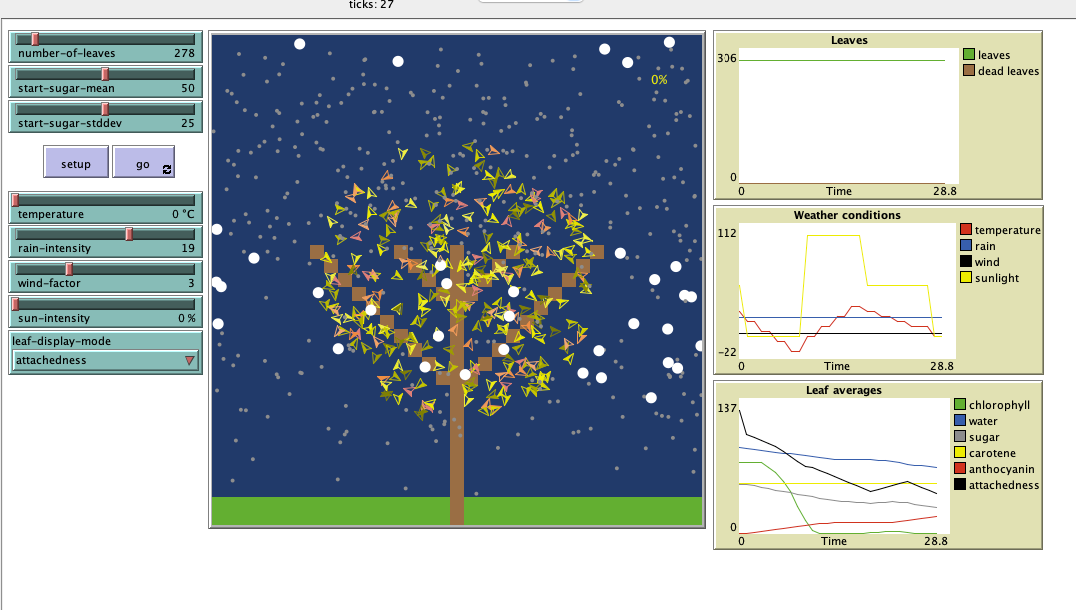 ticks: 27
number-of-leaves 278
start-sugar-mean 50
start-sugar-stddev 25
setup go
temperature 0 °C
rain-intensity 19
wind-factor 3
sun-intensity 0 %
leaf-display-mode
attachedness
0%
Leaves
306
0
0 Time 28.8
leaves
dead leaves
Weather conditions
112
-22
0 Time 28.8
temperature
rain
wind
sunlight
Leaf averages
137
0
0 Time 28.8
chlorophyll
water
sugar
carotene
anthocyanin
attachedness